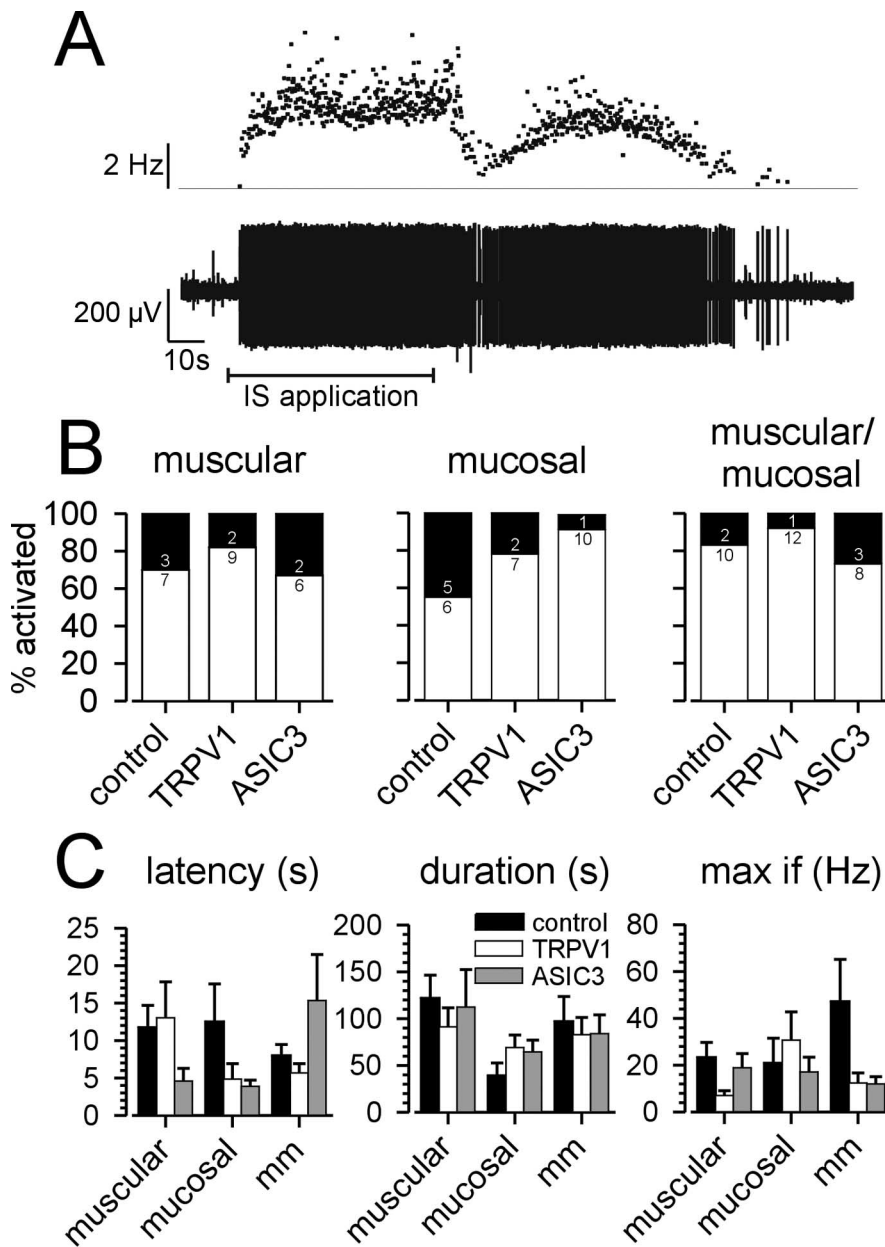 A
2 Hz
200 µV
10s
IS application
B
muscular
mucosal
muscular/
mucosal
% activated
100
80
60
40
20
0
3
7
2
9
2
6
5
6
2
7
1
10
2
10
1
12
3
8
control
TRPV1
ASIC3
control
TRPV1
ASIC3
control
TRPV1
ASIC3
C
latency (s)
duration (s)
max if (Hz)
25
20
15
10
5
0
200
150
100
50
0
80
60
40
20
0
control
TRPV1
ASIC3
muscular
mucosal
mm
muscular
mucosal
mm
muscular
mucosal
mm